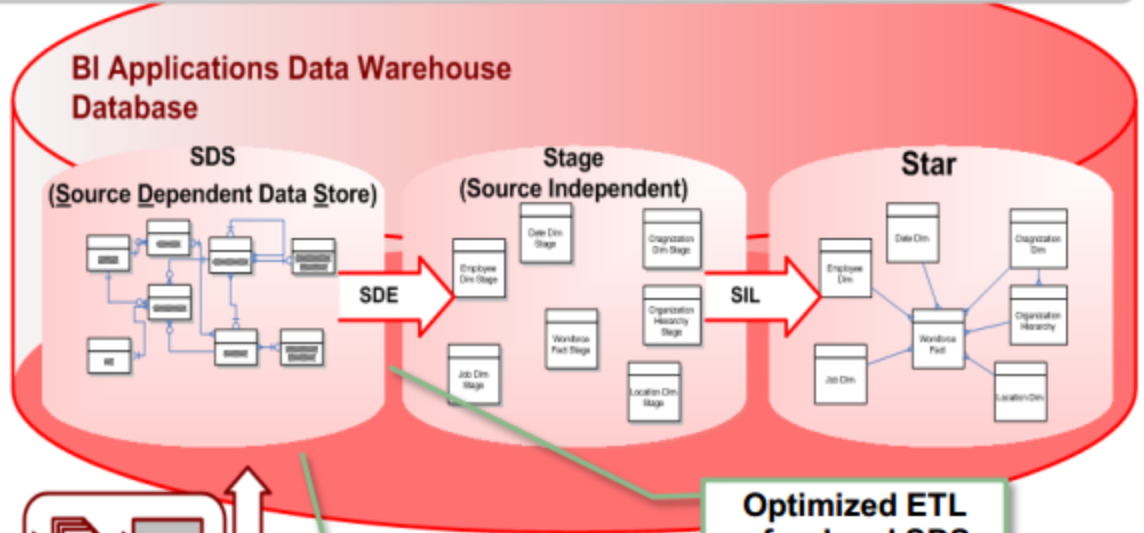 BI Applications Data Warehouse
Database
SDS
(Source Dependent Data Store)
Stage
(Source Independent)
Star
Date Dim
Stage
Employee
Dim Stage
Oragnization
Dim Stage
Organization
Hierarchy
Stage
Workforce
Fact Stage
Job Dim
Stage
Location Dim
Stage
SDE
SIL
Date Dim
Employee
Dim
Oragnization
Dim
Organization
Hierarchy
Workforce
Fact
Job Dim
Location Dim
Optimized ETL